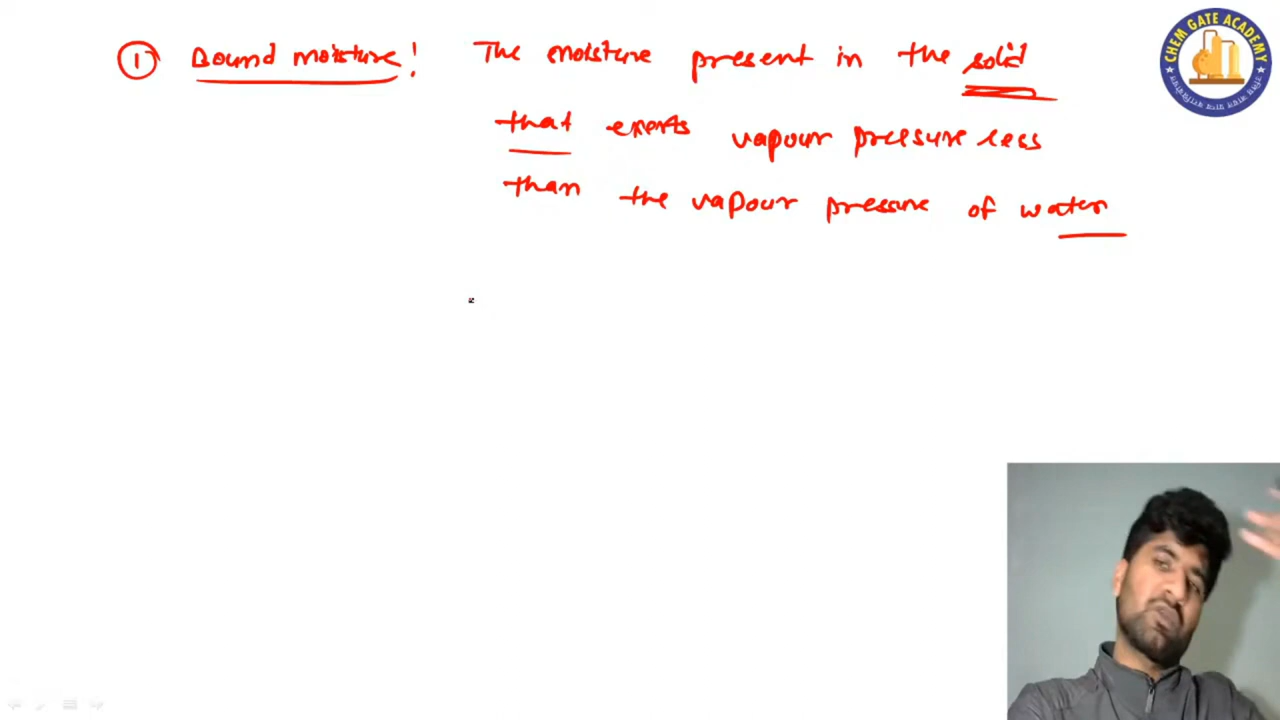 ① Bound moisture! The moisture present in the solid
that exerts vapour pressure less
than the vapour pressure of water
CHEM GATE ACADEMY